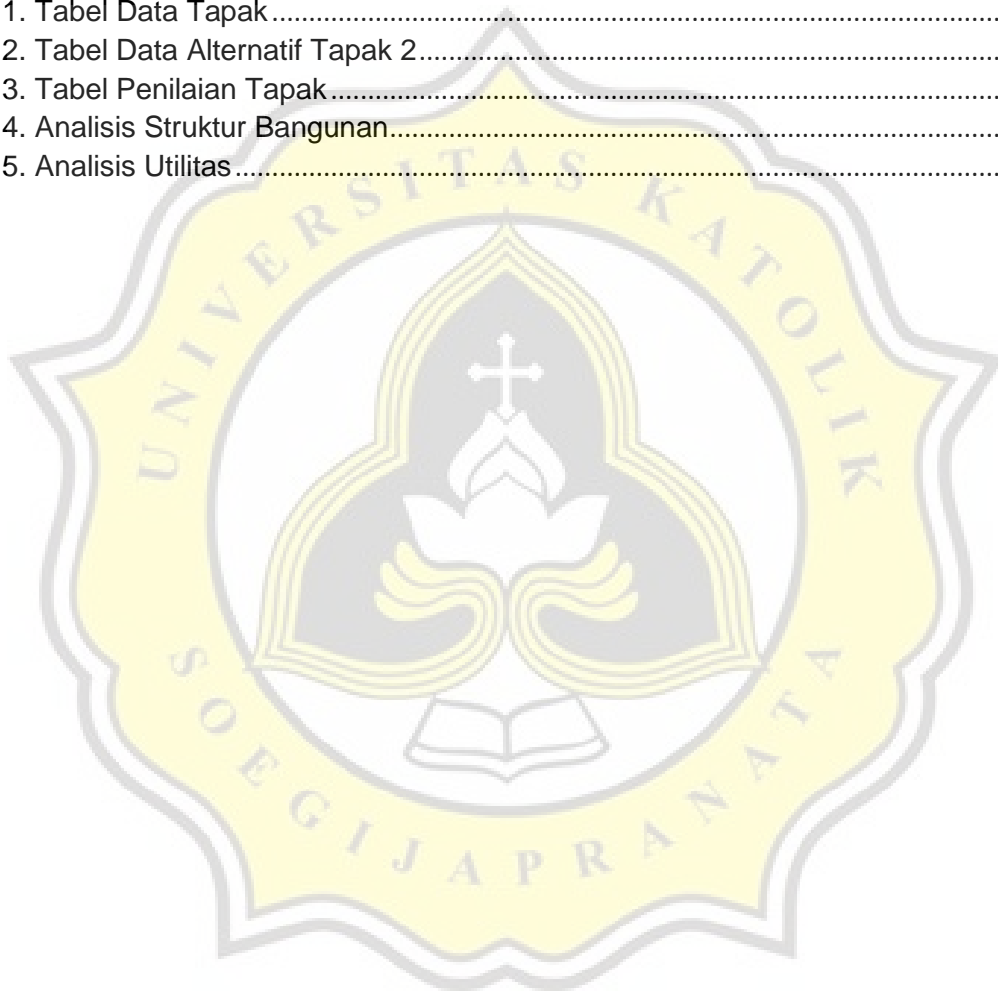 1. Tabel Data Tapak
2. Tabel Data Alternatif Tapak 2
3. Tabel Penilaian Tapak
4. Analisis Struktur Bangunan
5. Analisis Utilitas
UNIVERSITAS KATOLIK
SOEGIJAPRANATA